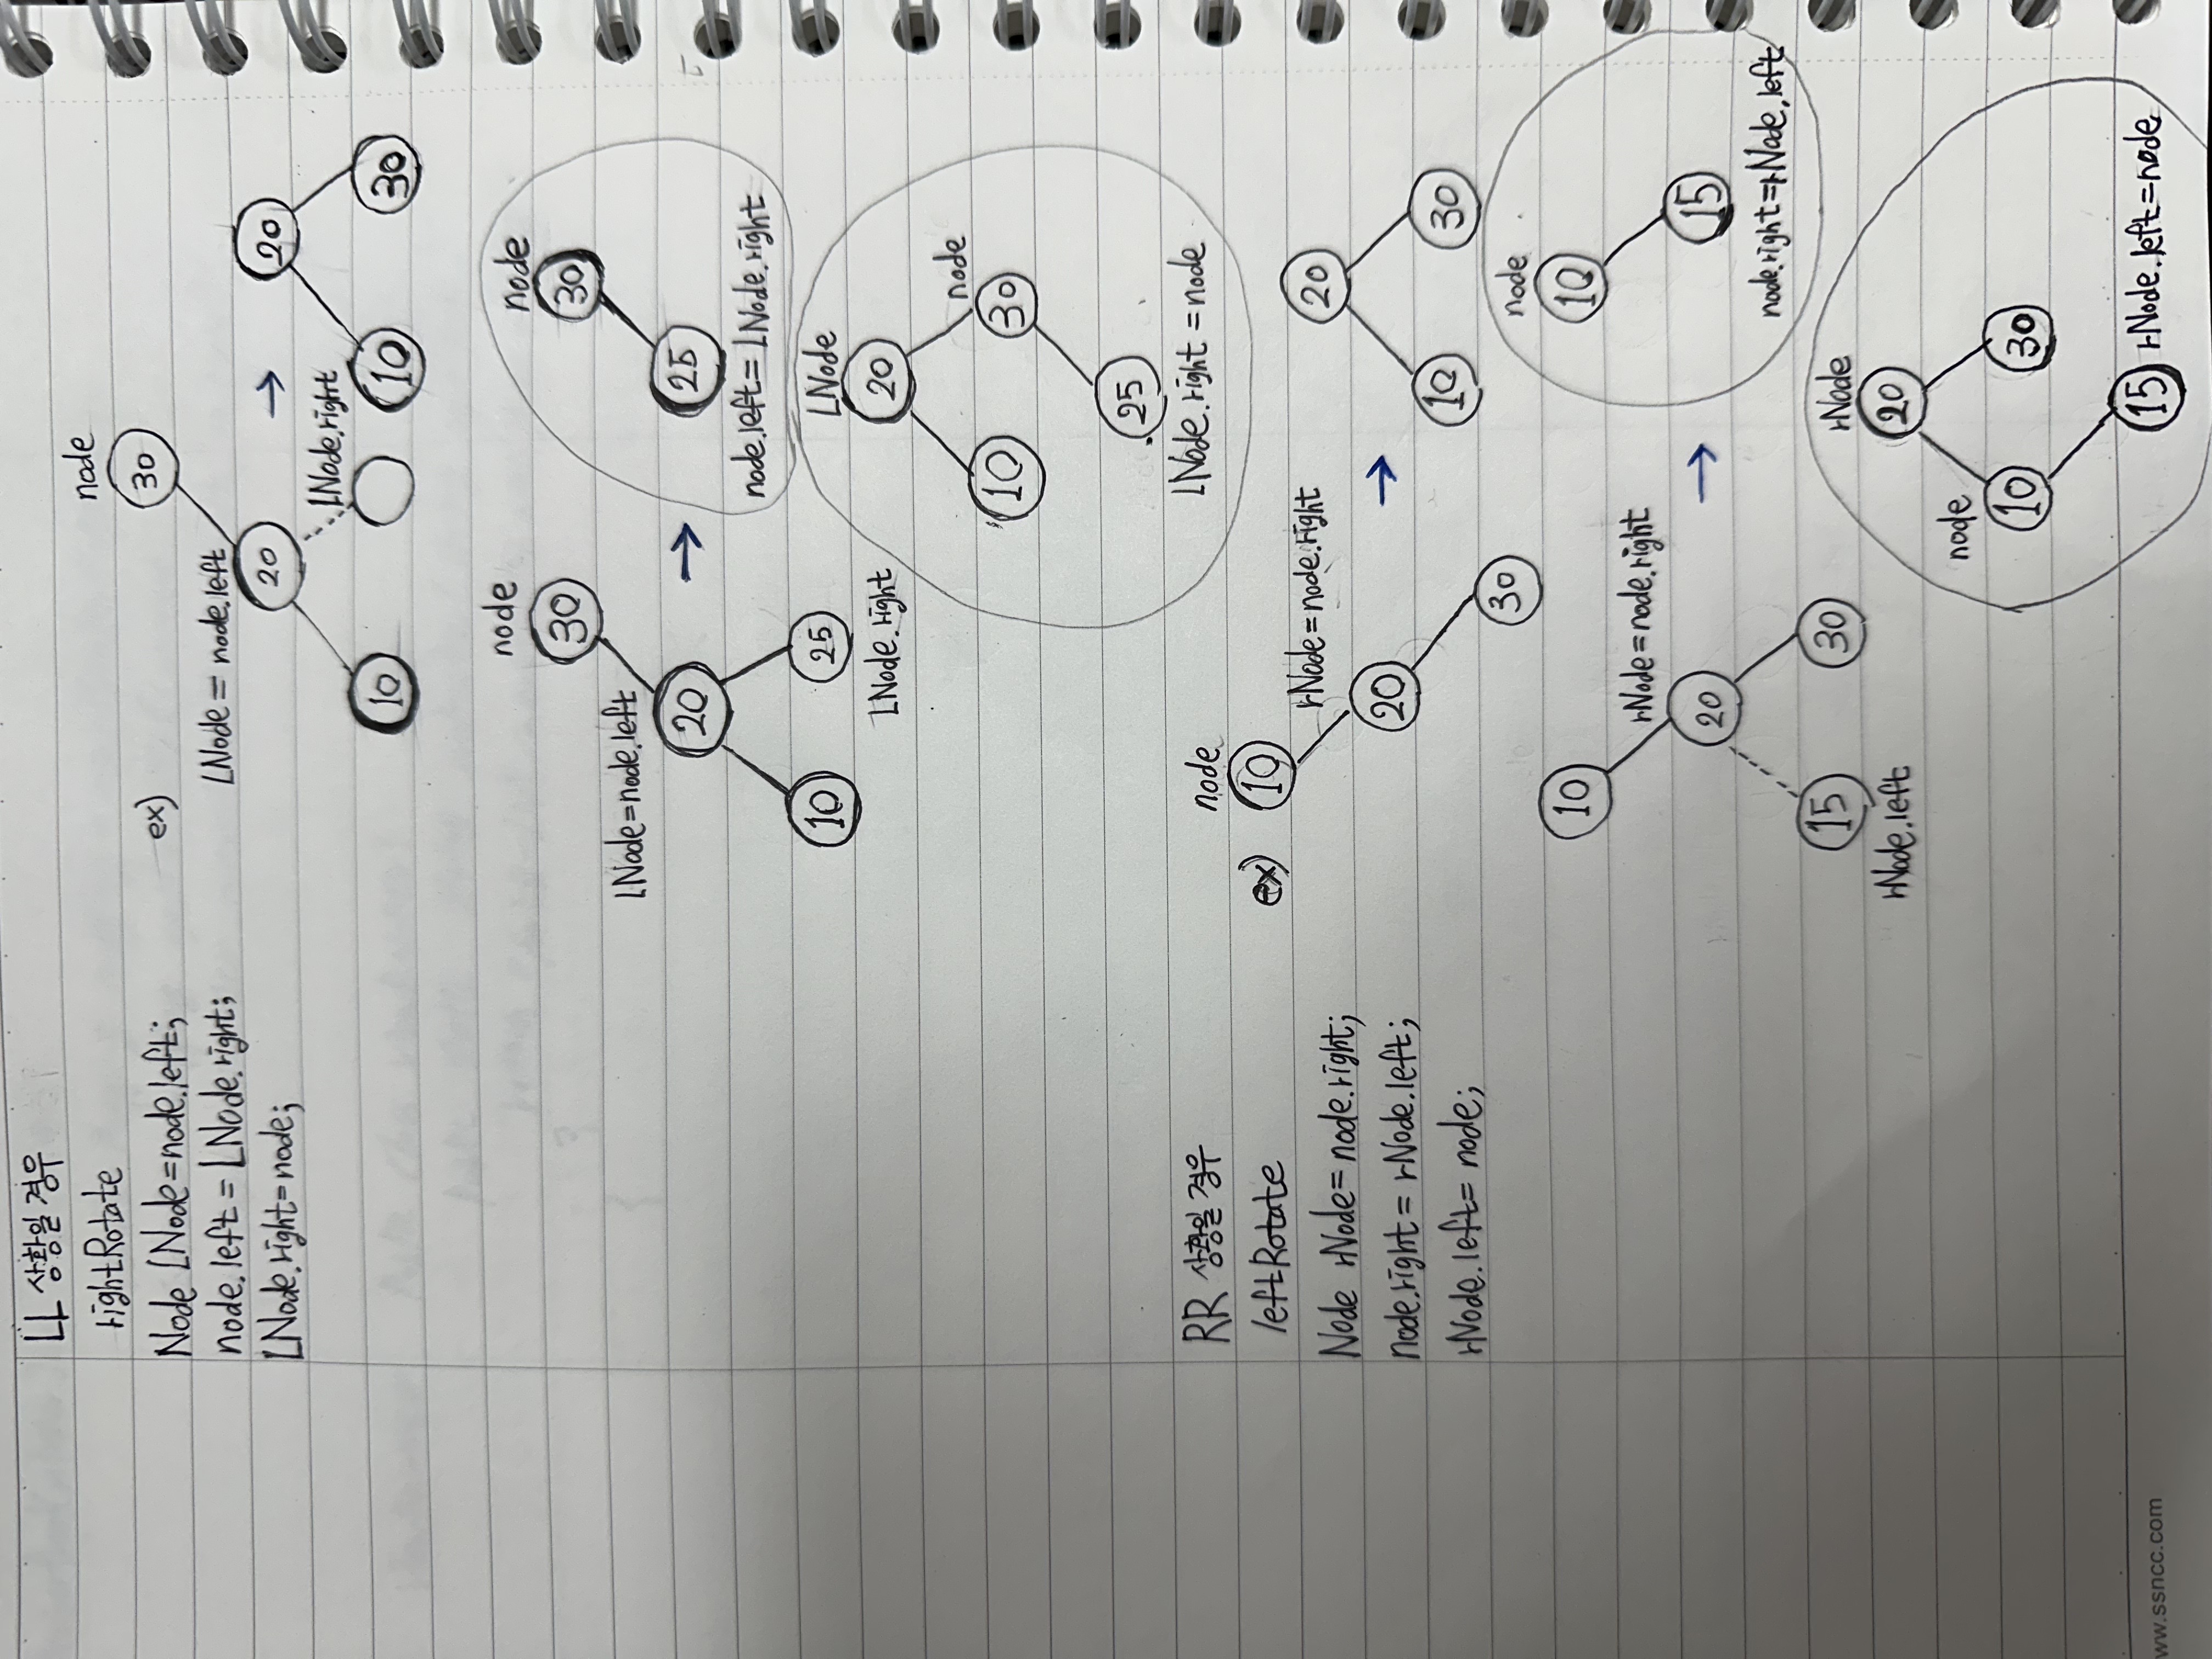 LL 상황일 경우
rightRotate
Node LNode=node.left;
node.left = LNode.right;
LNode.right=node;
ex)
node
30
LNode = node.left
20
→
20
LNode.right
10
10
30
node
30
LNode=node.left
20
10
25
LNode.right
→
node
30
25
node.left= LNode.right
LNode
20
node
10
30
25
LNode.right =node
RR 상황일 경우
leftRotate
Node rNode= node.right;
node.right= rNode.left;
rNode.left= node;
ex)
node
10
rNode=node.right
20
30
→
20
10
30
10
rNode=node.right
20
15
30
rNode.left
→
node
10
15
node.right=rNode.left
rNode
20
node
10
30
15
rNode.left=node
ww.ssncc.com